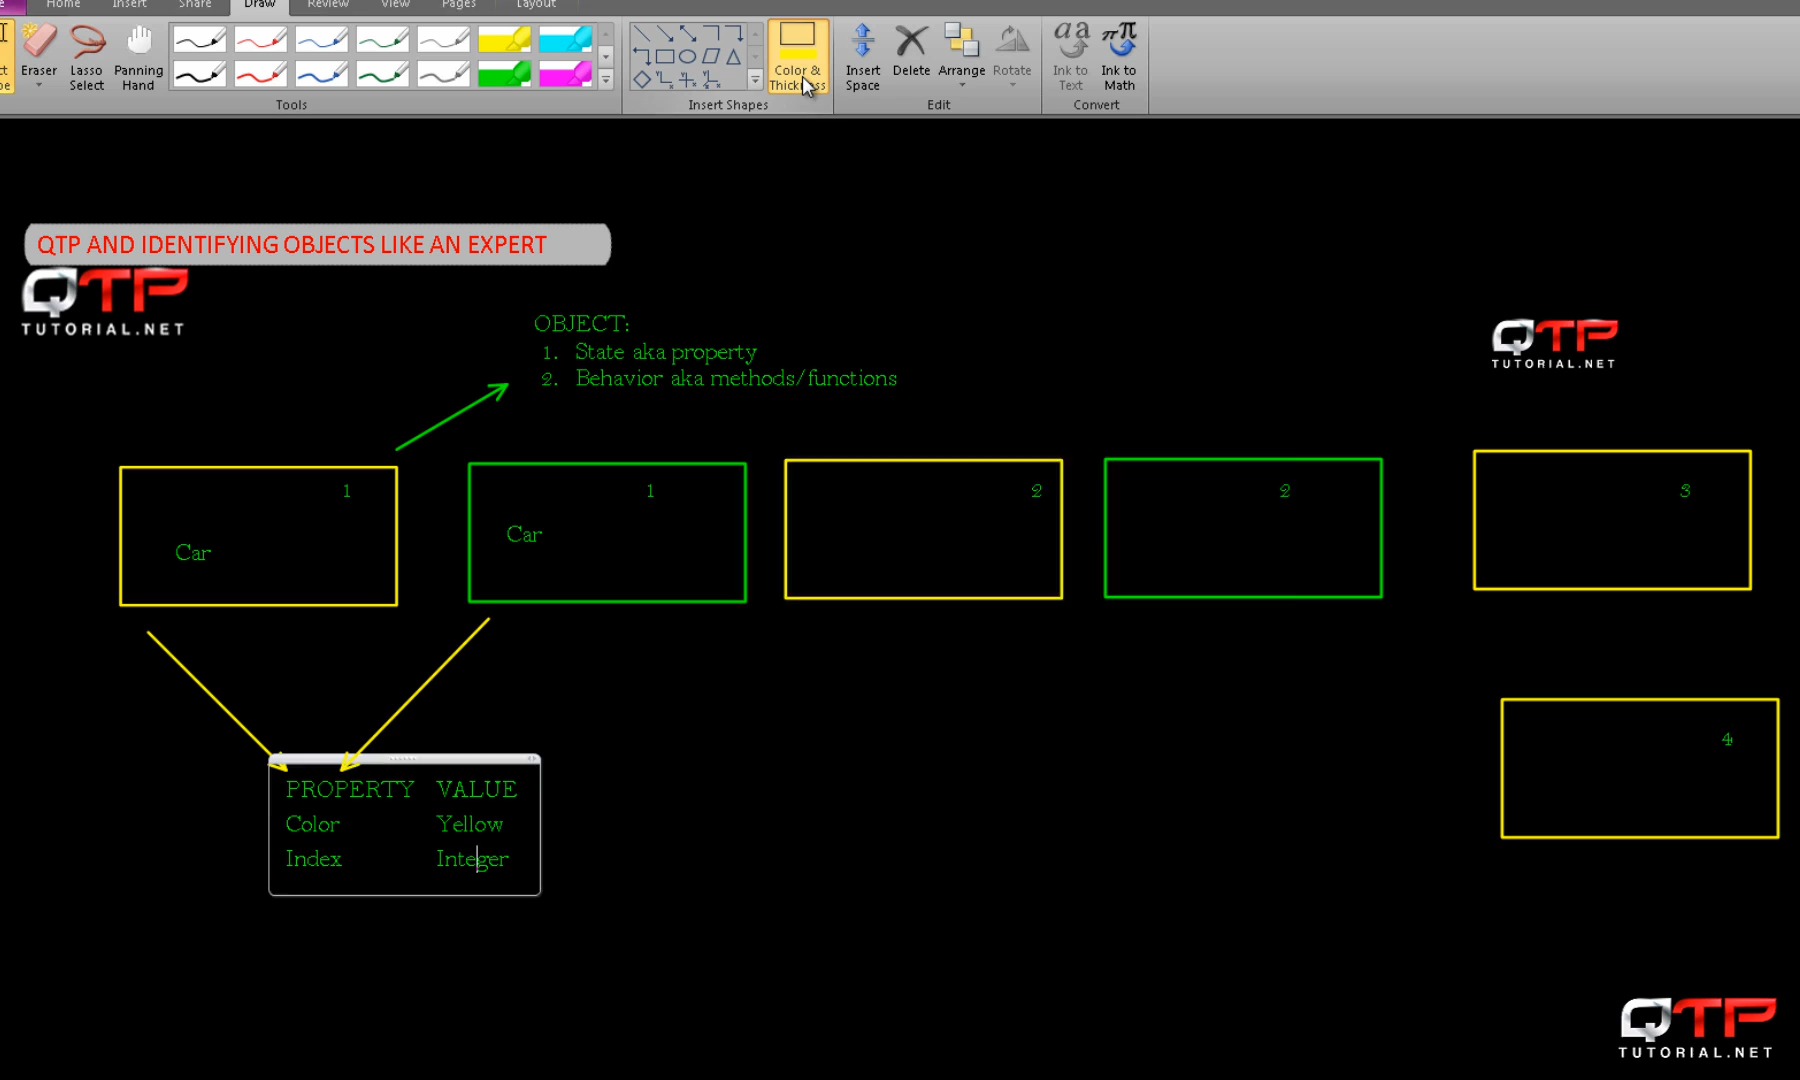 Home Insert Share Draw Review View Pages Layout
Eraser
Lasso
Select
Panning
Hand
Tools
Insert Shapes
Color &
Thickness
Insert
Space
Delete
Arrange
Rotate
Edit
Ink to
Text
Ink to
Math
Convert
QTP AND IDENTIFYING OBJECTS LIKE AN EXPERT
QTP
TUTORIAL.NET
OBJECT:
1. State aka property
2. Behavior aka methods/functions
QTP
TUTORIAL.NET
1
Car
1
Car
2
2
3
4
PROPERTY VALUE
Color Yellow
Index Integer
QTP
TUTORIAL.NET